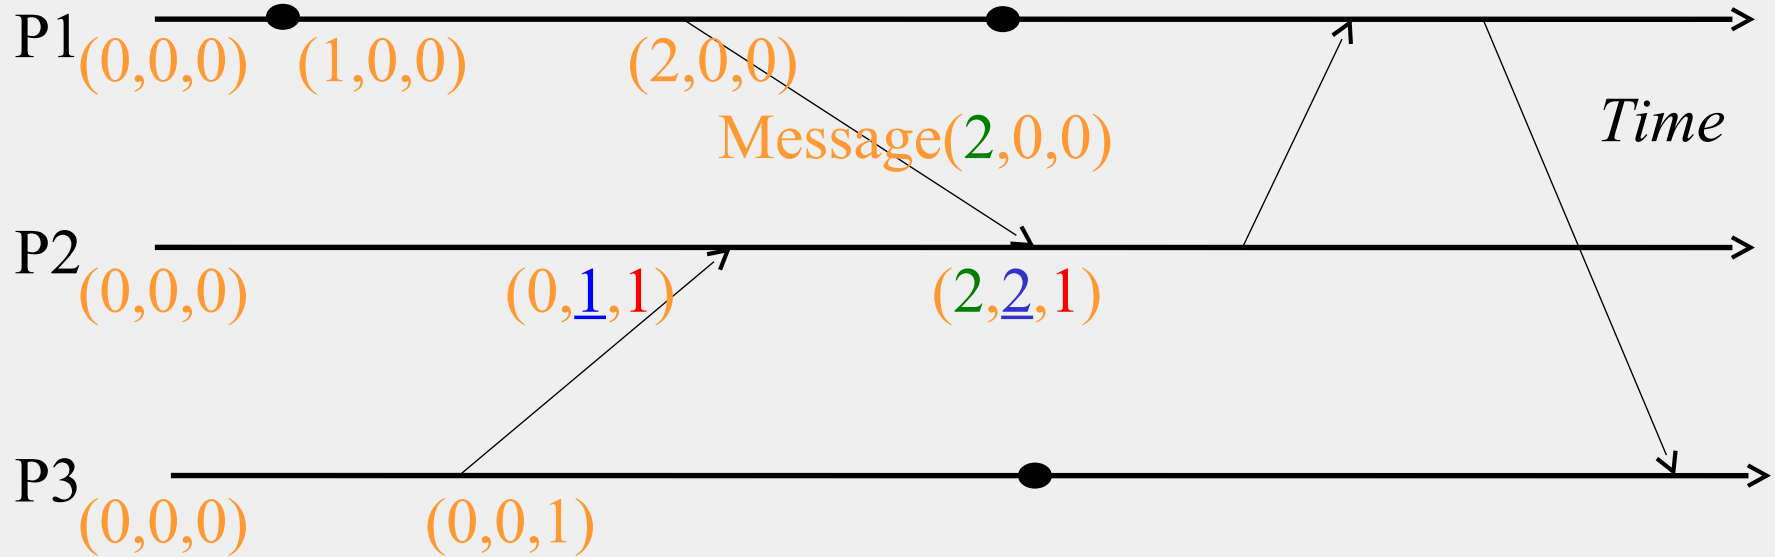 P1
(0,0,0) (1,0,0) (2,0,0)
Message(2,0,0)
Time
P2
(0,0,0) (0,1,1) (2,2,1)
P3
(0,0,0) (0,0,1)